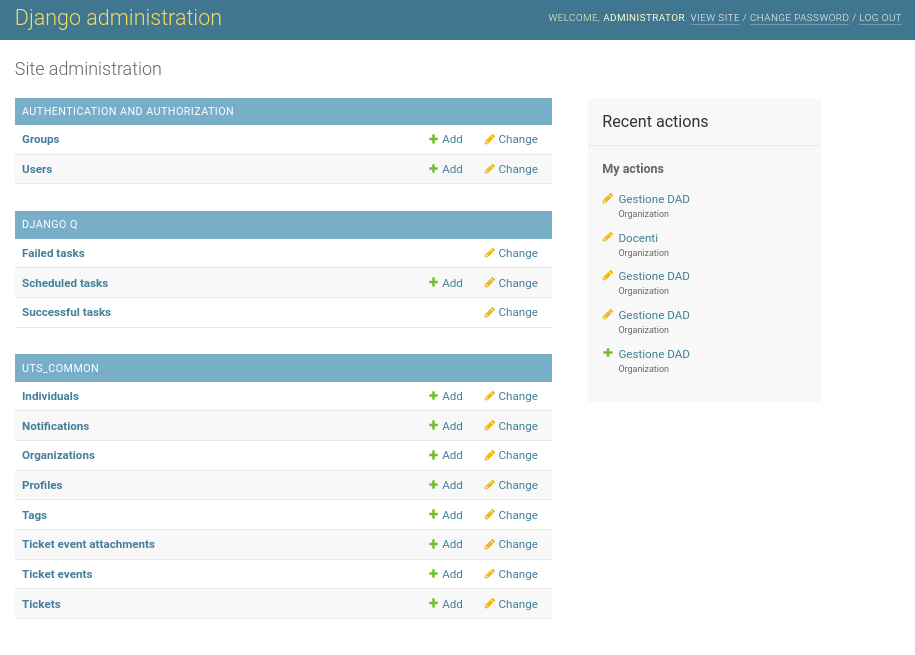 Django administration
WELCOME, ADMINISTRATOR. VIEW SITE / CHANGE PASSWORD / LOG OUT
Site administration
AUTHENTICATION AND AUTHORIZATION
Groups Add Change
Users Add Change
DJANGO Q
Failed tasks Change
Scheduled tasks Add Change
Successful tasks Change
UTS_COMMON
Individuals Add Change
Notifications Add Change
Organizations Add Change
Profiles Add Change
Tags Add Change
Ticket event attachments Add Change
Ticket events Add Change
Tickets Add Change
Recent actions
My actions
Gestione DAD
Organization
Docenti
Organization
Gestione DAD
Organization
Gestione DAD
Organization
Gestione DAD
Organization